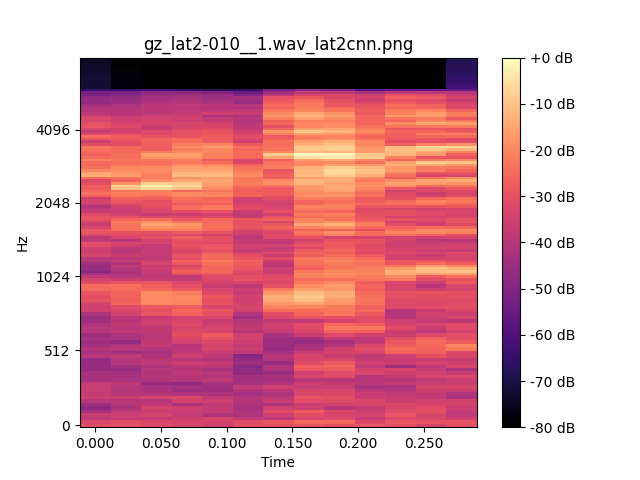 gz_lat2-010__1.wav_lat2cnn.png
Hz
4096
2048
1024
512
0
0.000 0.050 0.100 0.150 0.200 0.250
Time
+0 dB
-10 dB
-20 dB
-30 dB
-40 dB
-50 dB
-60 dB
-70 dB
-80 dB